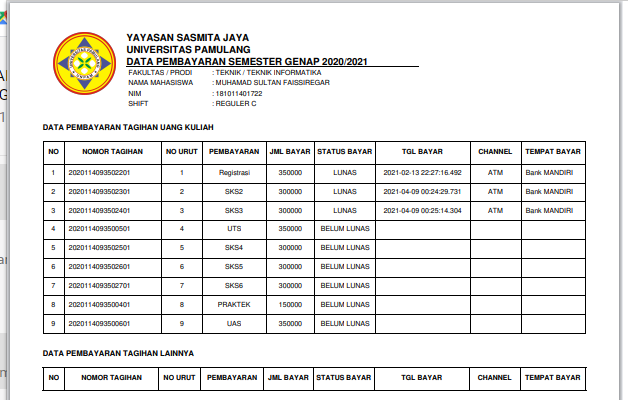 YAYASAN SASMITA JAYA
UNIVERSITAS PAMULANG
DATA PEMBAYARAN SEMESTER GENAP 2020/2021
FAKULTAS / PRODI : TEKNIK / TEKNIK INFORMATIKA
NAMA MAHASISWA : MUHAMAD SULTAN FAISSIREGAR
NIM : 181011401722
SHIFT : REGULER C
DATA PEMBAYARAN TAGIHAN UANG KULIAH
NO NOMOR TAGIHAN NO URUT PEMBAYARAN JML BAYAR STATUS BAYAR TGL BAYAR CHANNEL TEMPAT BAYAR
1 2020114093502201 1 Registrasi 350000 LUNAS 2021-02-13 22:27:16.492 ATM Bank MANDIRI
2 2020114093502301 2 SKS2 300000 LUNAS 2021-04-09 00:24:29.731 ATM Bank MANDIRI
3 2020114093502401 3 SKS3 300000 LUNAS 2021-04-09 00:25:14.304 ATM Bank MANDIRI
4 2020114093500501 4 UTS 350000 BELUM LUNAS
5 2020114093502501 5 SKS4 300000 BELUM LUNAS
6 2020114093502601 6 SKS5 300000 BELUM LUNAS
7 2020114093502701 7 SKS6 300000 BELUM LUNAS
8 2020114093500401 8 PRAKTEK 150000 BELUM LUNAS
9 2020114093500601 9 UAS 350000 BELUM LUNAS
DATA PEMBAYARAN TAGIHAN LAINNYA
NO NOMOR TAGIHAN NO URUT PEMBAYARAN JML BAYAR STATUS BAYAR TGL BAYAR CHANNEL TEMPAT BAYAR